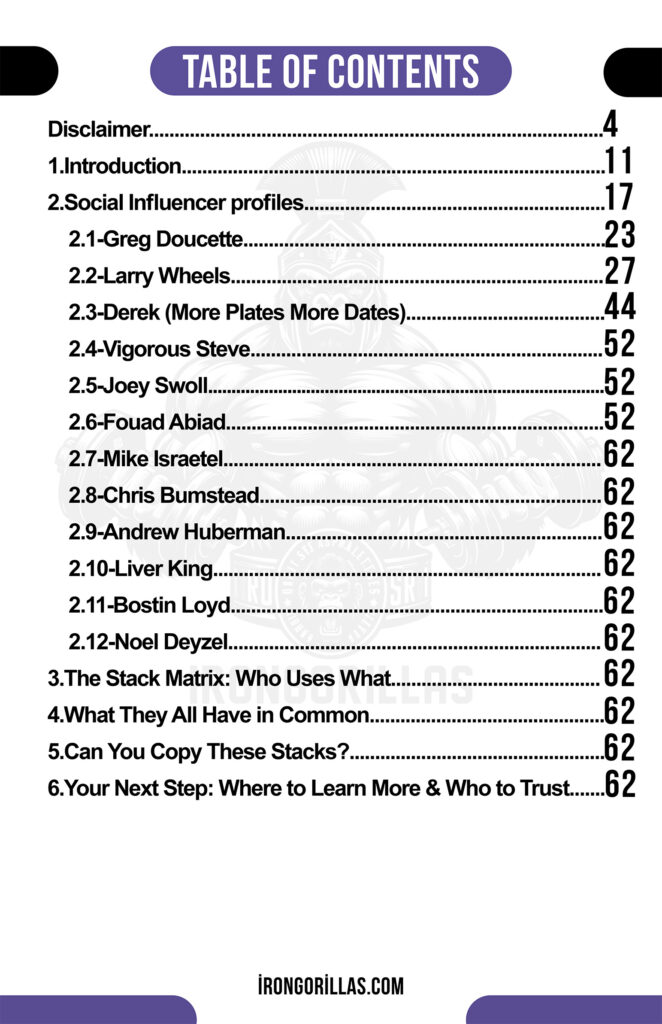 TABLE OF CONTENTS
Disclaimer....................................................................................4
1.Introduction..............................................................................11
2.Social Influencer profiles.......................................................17
2.1-Greg Doucette..................................................................23
2.2-Larry Wheels....................................................................27
2.3-Derek (More Plates More Dates)....................................44
2.4-Vigorous Steve.................................................................52
2.5-Joey Swoll........................................................................52
2.6-Fouad Abiad.....................................................................52
2.7-Mike Israetel.....................................................................62
2.8-Chris Bumstead...............................................................62
2.9-Andrew Huberman..........................................................62
2.10-Liver King.......................................................................62
2.11-Bostin Loyd....................................................................62
2.12-Noel Deyzel....................................................................62
3.The Stack Matrix: Who Uses What......................................62
IRONGORILLAS
4.What They All Have in Common...........................................62
5.Can You Copy These Stacks?..............................................62
6.Your Next Step: Where to Learn More & Who to Trust.......62
İRONGORİLLAS.COM